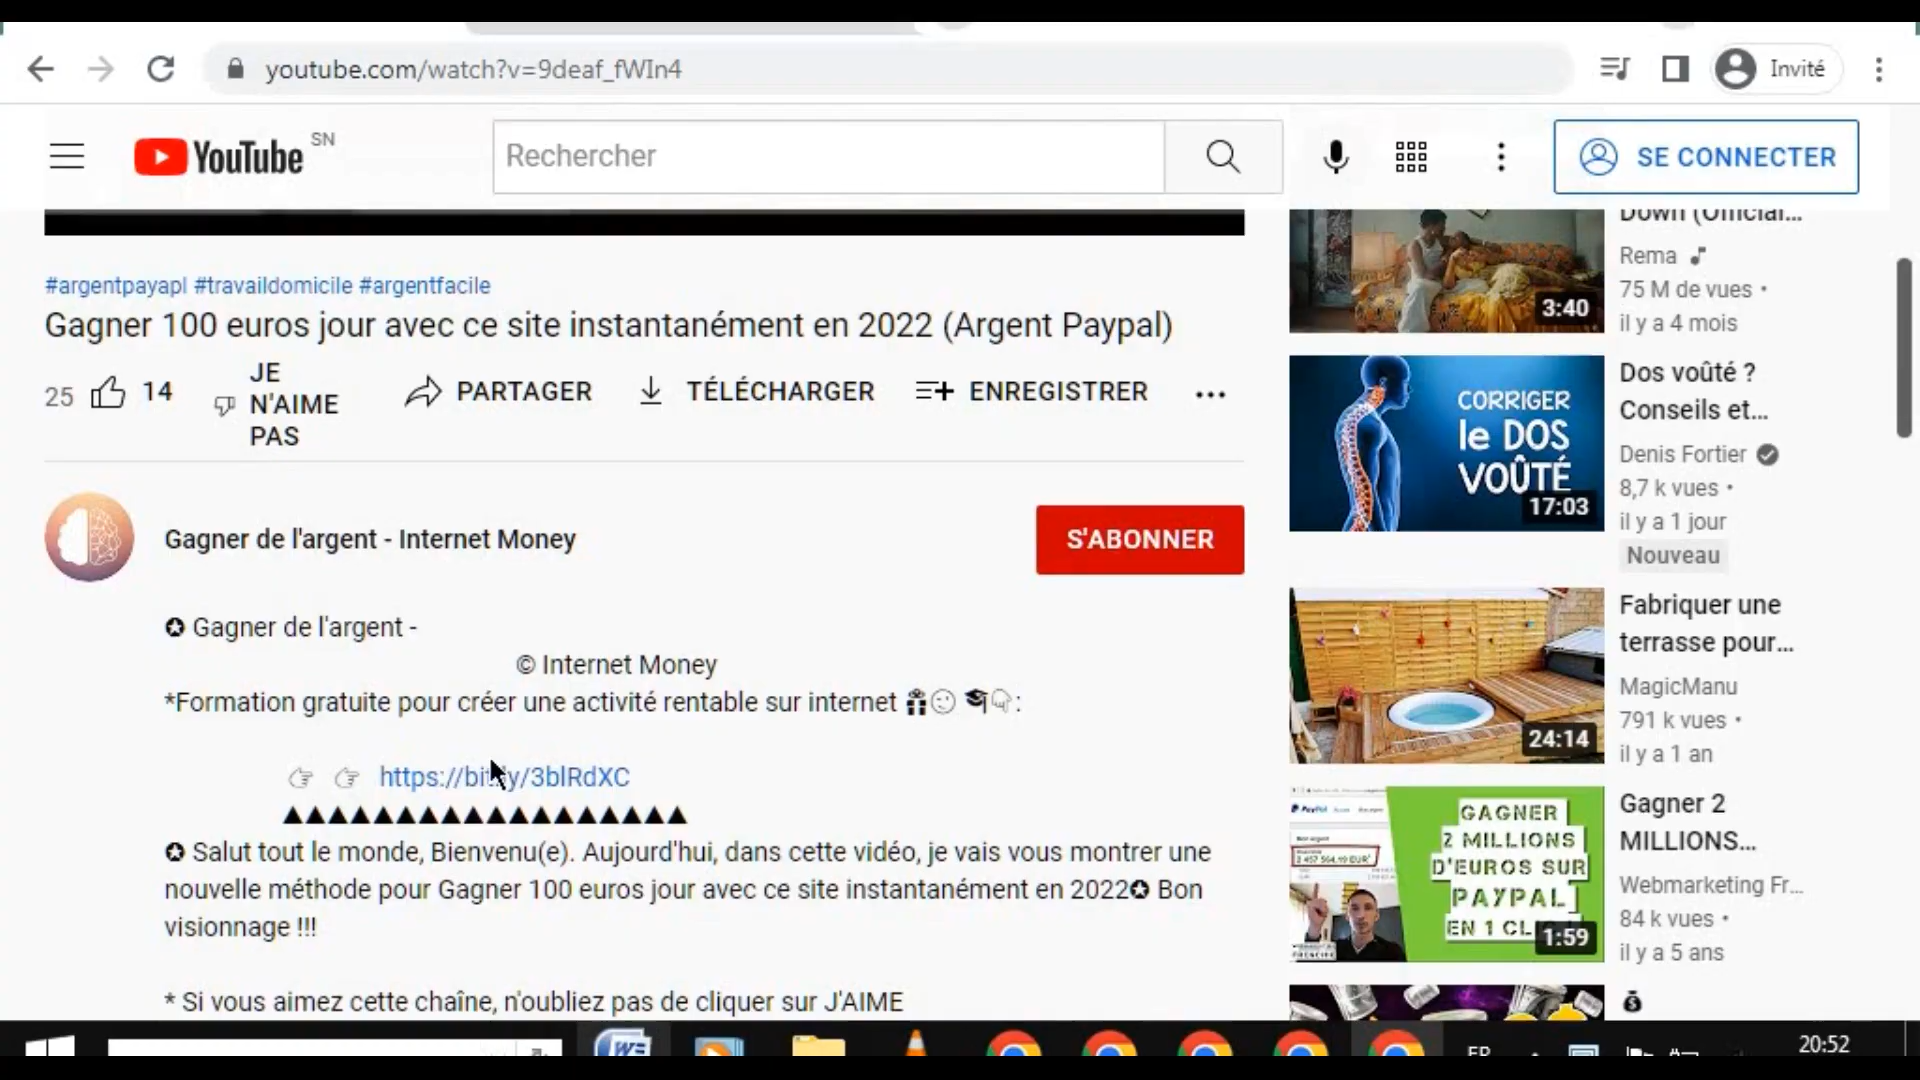 youtube.com/watch?v=9deaf_fWIn4
Invité
YouTube SN
Rechercher
SE CONNECTER
#argentpayapl #travaildomicile #argentfacile
Gagner 100 euros jour avec ce site instantanément en 2022 (Argent Paypal)
25
14
JE
N'AIME
PAS
PARTAGER
TÉLÉCHARGER
ENREGISTRER
Gagner de l'argent - Internet Money
S'ABONNER
✪ Gagner de l'argent -
© Internet Money
*Formation gratuite pour créer une activité rentable sur internet :
https://bit.ly/3blRdXC
▲▲▲▲▲▲▲▲▲▲▲▲▲▲▲▲▲
✪ Salut tout le monde, Bienvenu(e). Aujourd'hui, dans cette vidéo, je vais vous montrer une
nouvelle méthode pour Gagner 100 euros jour avec ce site instantanément en 2022✪ Bon
visionnage !!!
* Si vous aimez cette chaîne, n'oubliez pas de cliquer sur J'AIME
3:40
Down (Official...
Rema
75 M de vues •
il y a 4 mois
CORRIGER
le DOS
VOÛTÉ
17:03
Dos voûté ?
Conseils et...
Denis Fortier
8,7 k vues •
il y a 1 jour
Nouveau
24:14
Fabriquer une
terrasse pour...
MagicManu
791 k vues •
il y a 1 an
PayPal
GAGNER
2 MILLIONS
D'EUROS SUR
PAYPAL
EN 1 CL
1:59
Gagner 2
MILLIONS...
Webmarketing Fr...
84 k vues •
il y a 5 ans
FR
20:52